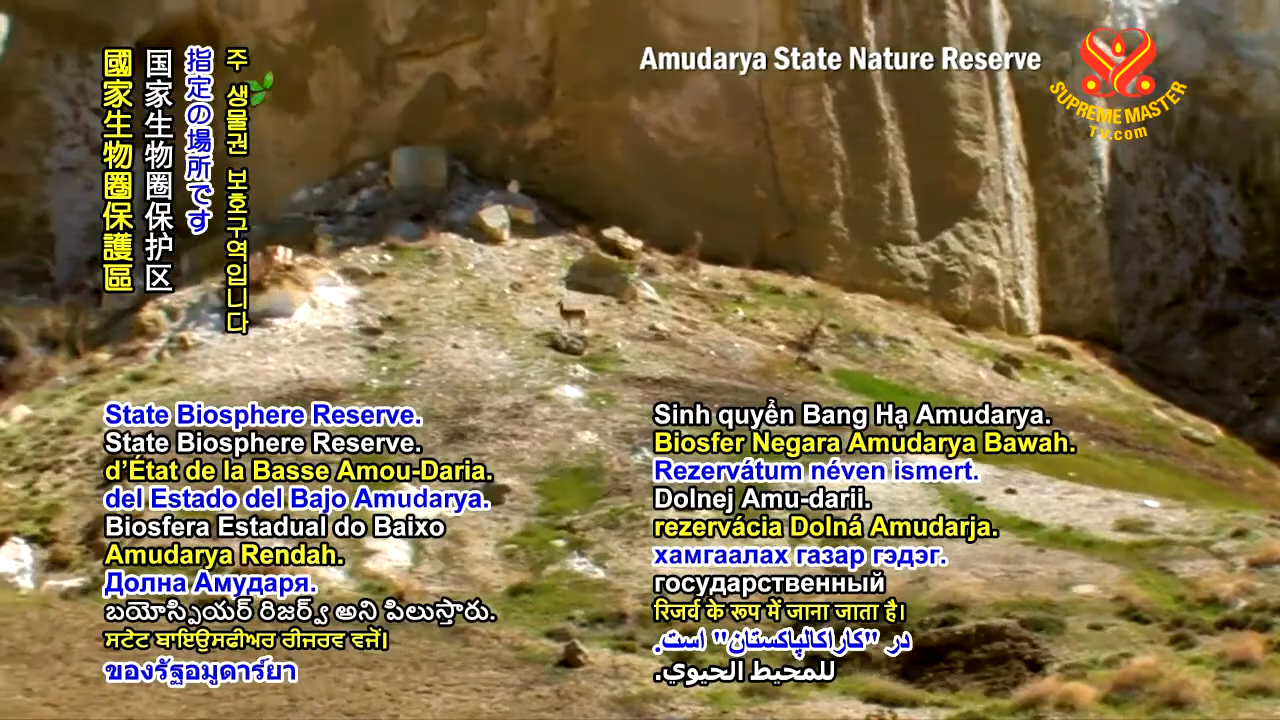 Amudarya State Nature Reserve
SUPREME MASTER
TV.com
國家生物圈保護區
国家生物圈保护区
指定の場所です
주 생물권 보호구역입니다
State Biosphere Reserve.
State Biosphere Reserve.
d’État de la Basse Amou-Daria.
del Estado del Bajo Amudarya.
Biosfera Estadual do Baixo
Amudarya Rendah.
Долна Амударя.
బయోస్పియర్ రిజర్వ్ అని పిలుస్తారు.
ਸਟੇਟ ਬਾਇਉਸਫੀਅਰ ਰੀਜਰਵ ਵਜੋਂ।
ของรัฐอมูดาร์ยา
Sinh quyển Bang Hạ Amudarya.
Biosfer Negara Amudarya Bawah.
Rezervátum néven ismert.
Dolnej Amu-darii.
rezervácia Dolná Amudarja.
хамгаалах газар гэдэг.
государственный
रिजर्व के रूप में जाना जाता है।
در "کاراکالپاکستان" است.
للمحيط الحيوي.